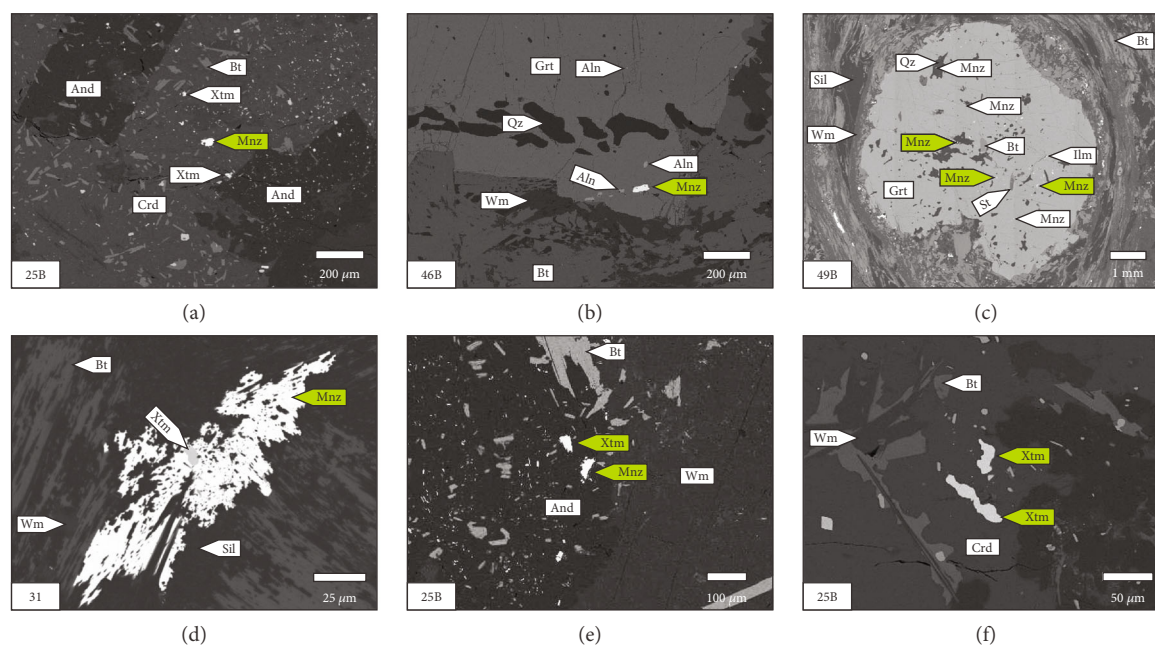 And
Bt
Xtm
Mnz
Xtm
And
Crd
200 µm
25B
(a)
Grt
Aln
Qz
Aln
Aln
Mnz
Wm
Bt
200 µm
46B
(b)
Bt
Qz
Mnz
Sil
Mnz
Wm
Mnz
Bt
Ilm
Mnz
Mnz
Grt
St
Mnz
1 mm
49B
(c)
Bt
Mnz
Xtm
Wm
Sil
25 µm
31
(d)
Bt
Xtm
Mnz
Wm
And
100 µm
25B
(e)
Bt
Wm
Xtm
Xtm
Crd
50 µm
25B
(f)